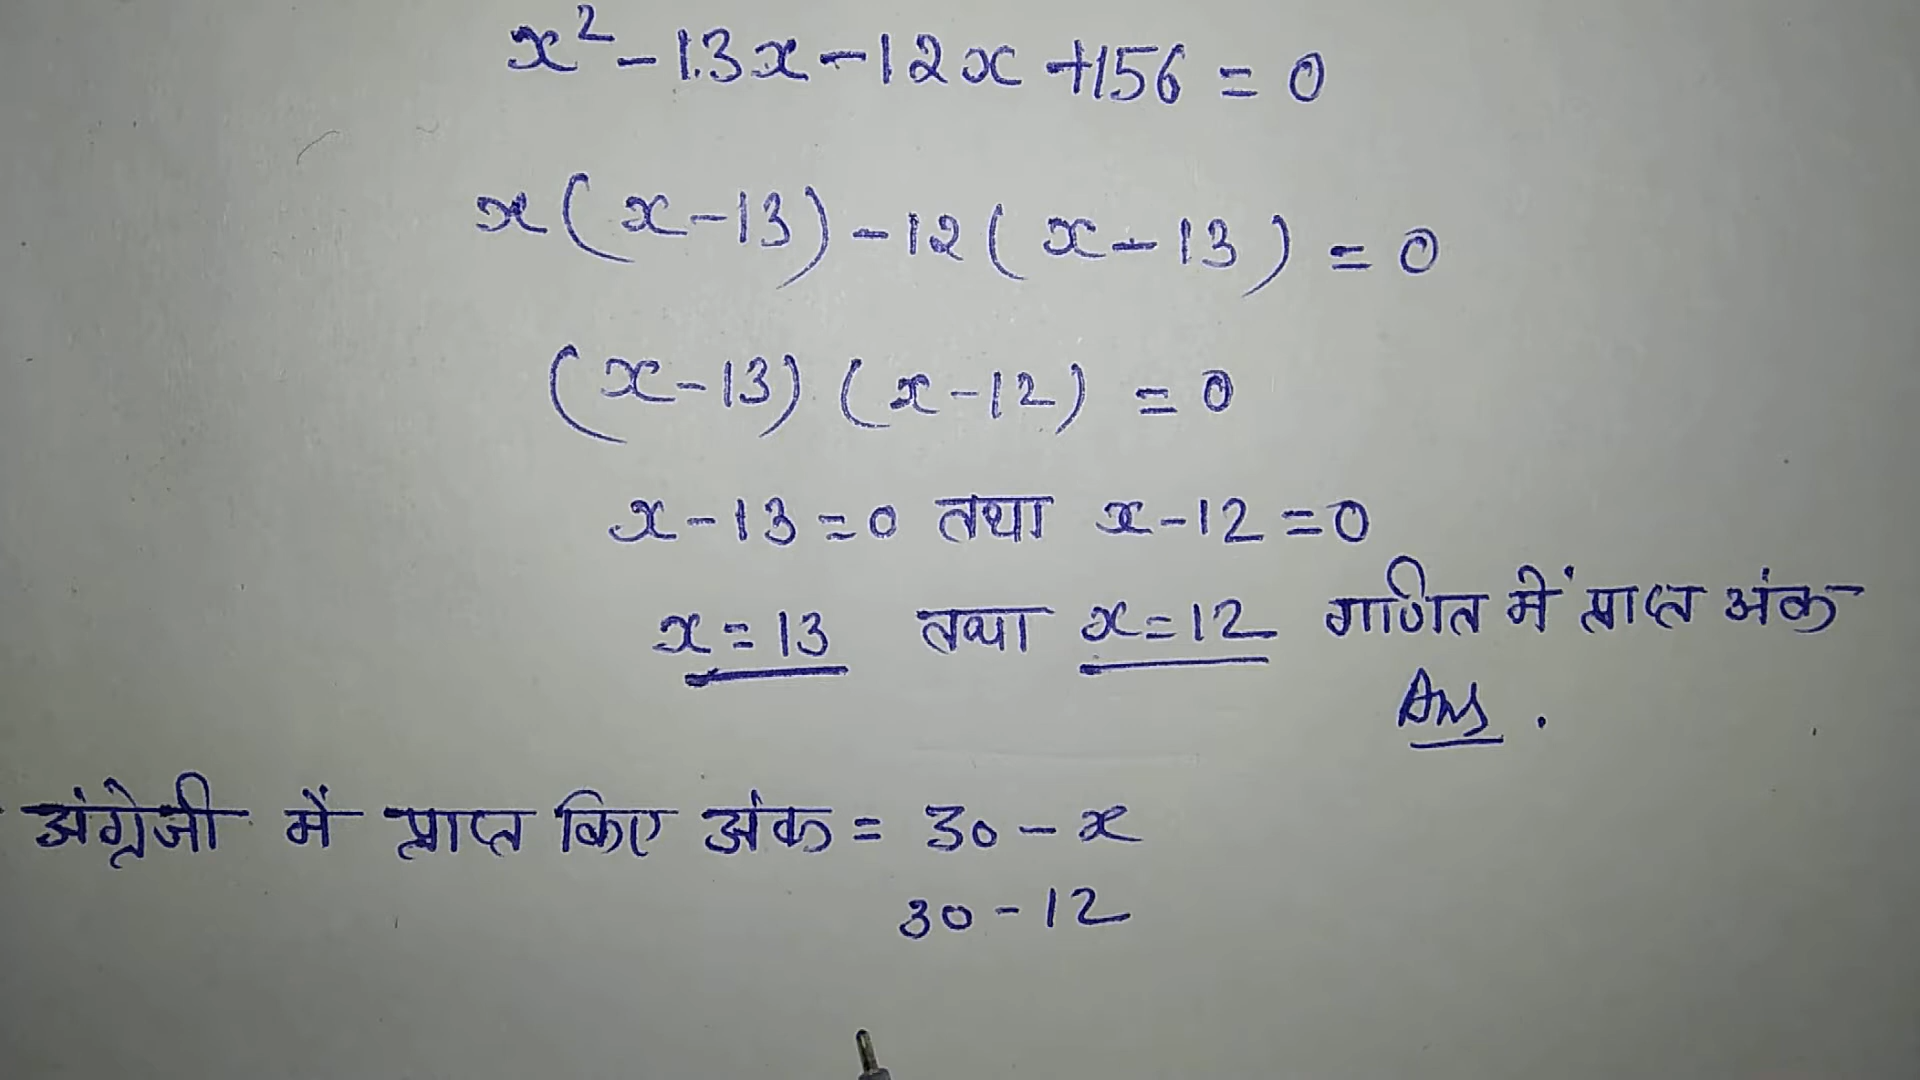 x² - 13x - 12x + 156 = 0
x(x - 13) - 12(x - 13) = 0
(x - 13) (x - 12) = 0
x - 13 = 0 तथा x - 12 = 0
x = 13 तथा x = 12 गणित में प्राप्त अंक
Ans.
अंग्रेजी में प्राप्त किए अंक = 30 - x
30 - 12